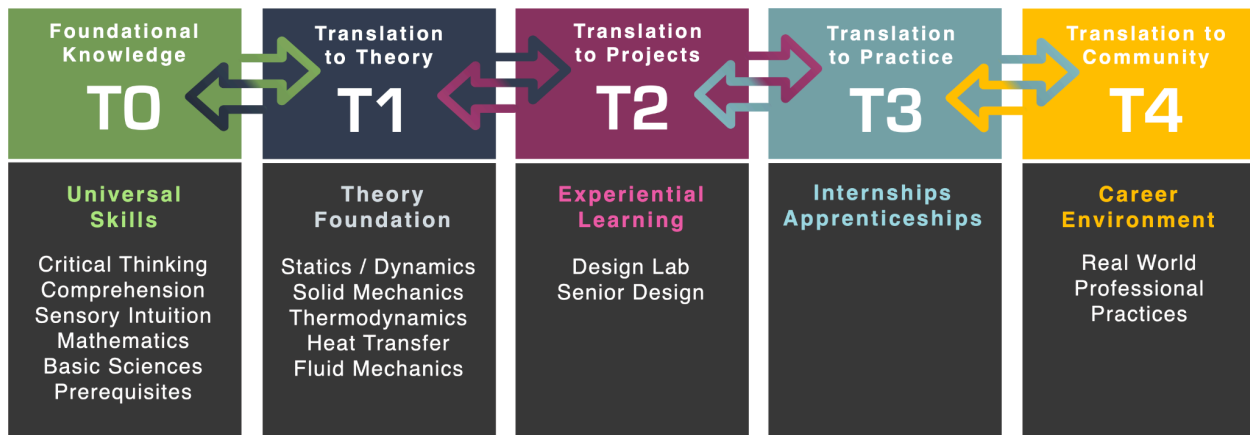 Foundational
Knowledge
T0
Universal
Skills
Critical Thinking
Comprehension
Sensory Intuition
Mathematics
Basic Sciences
Prerequisites
Translation
to Theory
T1
Theory
Foundation
Statics / Dynamics
Solid Mechanics
Thermodynamics
Heat Transfer
Fluid Mechanics
Translation
to Projects
T2
Experiential
Learning
Design Lab
Senior Design
Translation
to Practice
T3
Internships
Apprenticeships
Translation to
Community
T4
Career
Environment
Real World
Professional
Practices